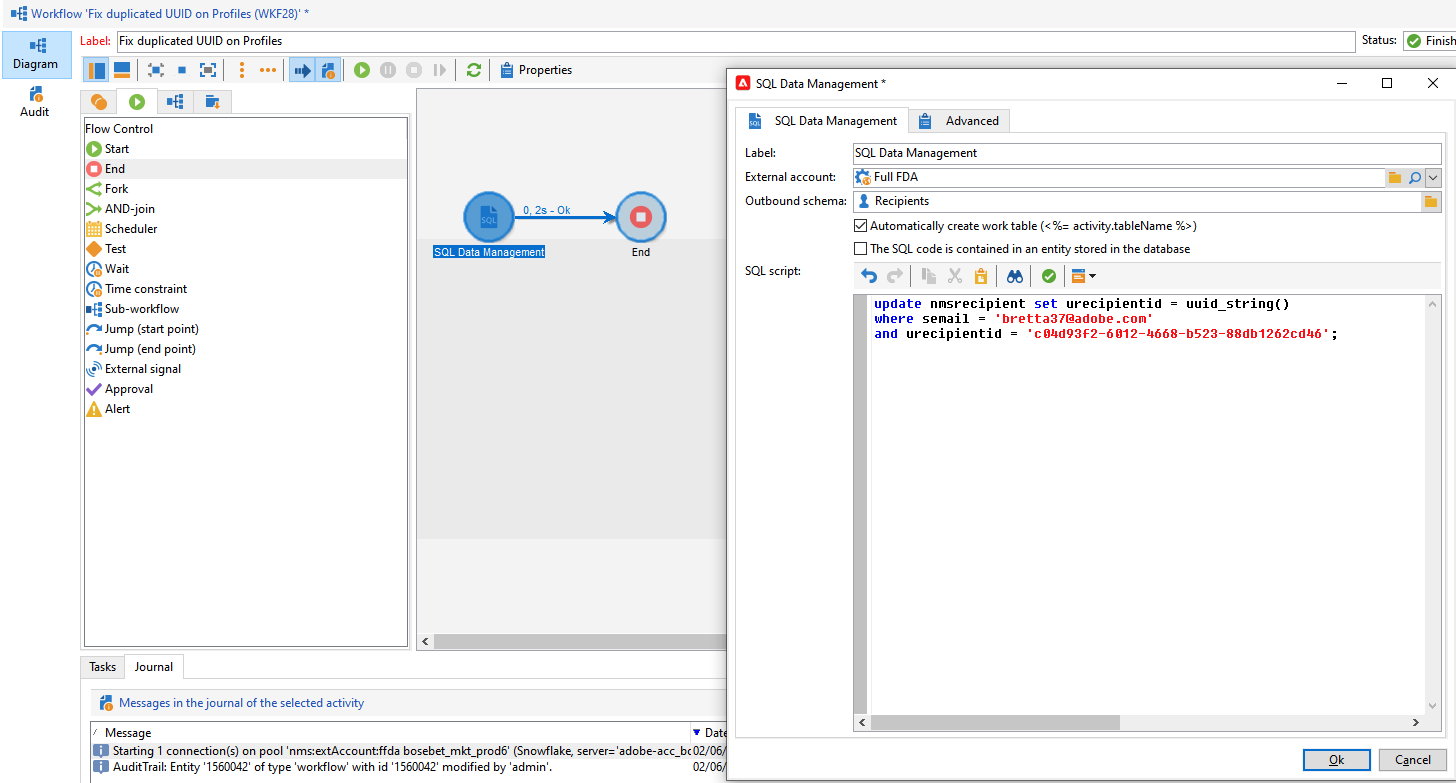 Workflow 'Fix duplicated UUID on Profiles (WKF28)' *
Diagram
Audit
Label: Fix duplicated UUID on Profiles
Status: Finish
Properties
Flow Control
Start
End
Fork
AND-join
Scheduler
Test
Wait
Time constraint
Sub-workflow
Jump (start point)
Jump (end point)
External signal
Approval
Alert
SQL
0, 2s - Ok
SQL Data Management
End
Tasks
Journal
Messages in the journal of the selected activity
Message
Date
Starting 1 connection(s) on pool 'nms:extAccount:ffda bosebet_mkt_prod6' (Snowflake, server='adobe-acc_bc 02/06/
AuditTrail: Entity '1560042' of type 'workflow' with id '1560042' modified by 'admin'. 02/06/
SQL Data Management *
SQL Data Management
Advanced
Label: SQL Data Management
External account: Full FDA
Outbound schema: Recipients
Automatically create work table (<%= activity.tableName %>)
The SQL code is contained in an entity stored in the database
SQL script:
update nmsrecipient set urecipientid = uuid_string()
where semail = 'bretta37@adobe.com'
and urecipientid = 'c04d93f2-6012-4668-b523-88db1262cd46';
Ok
Cancel